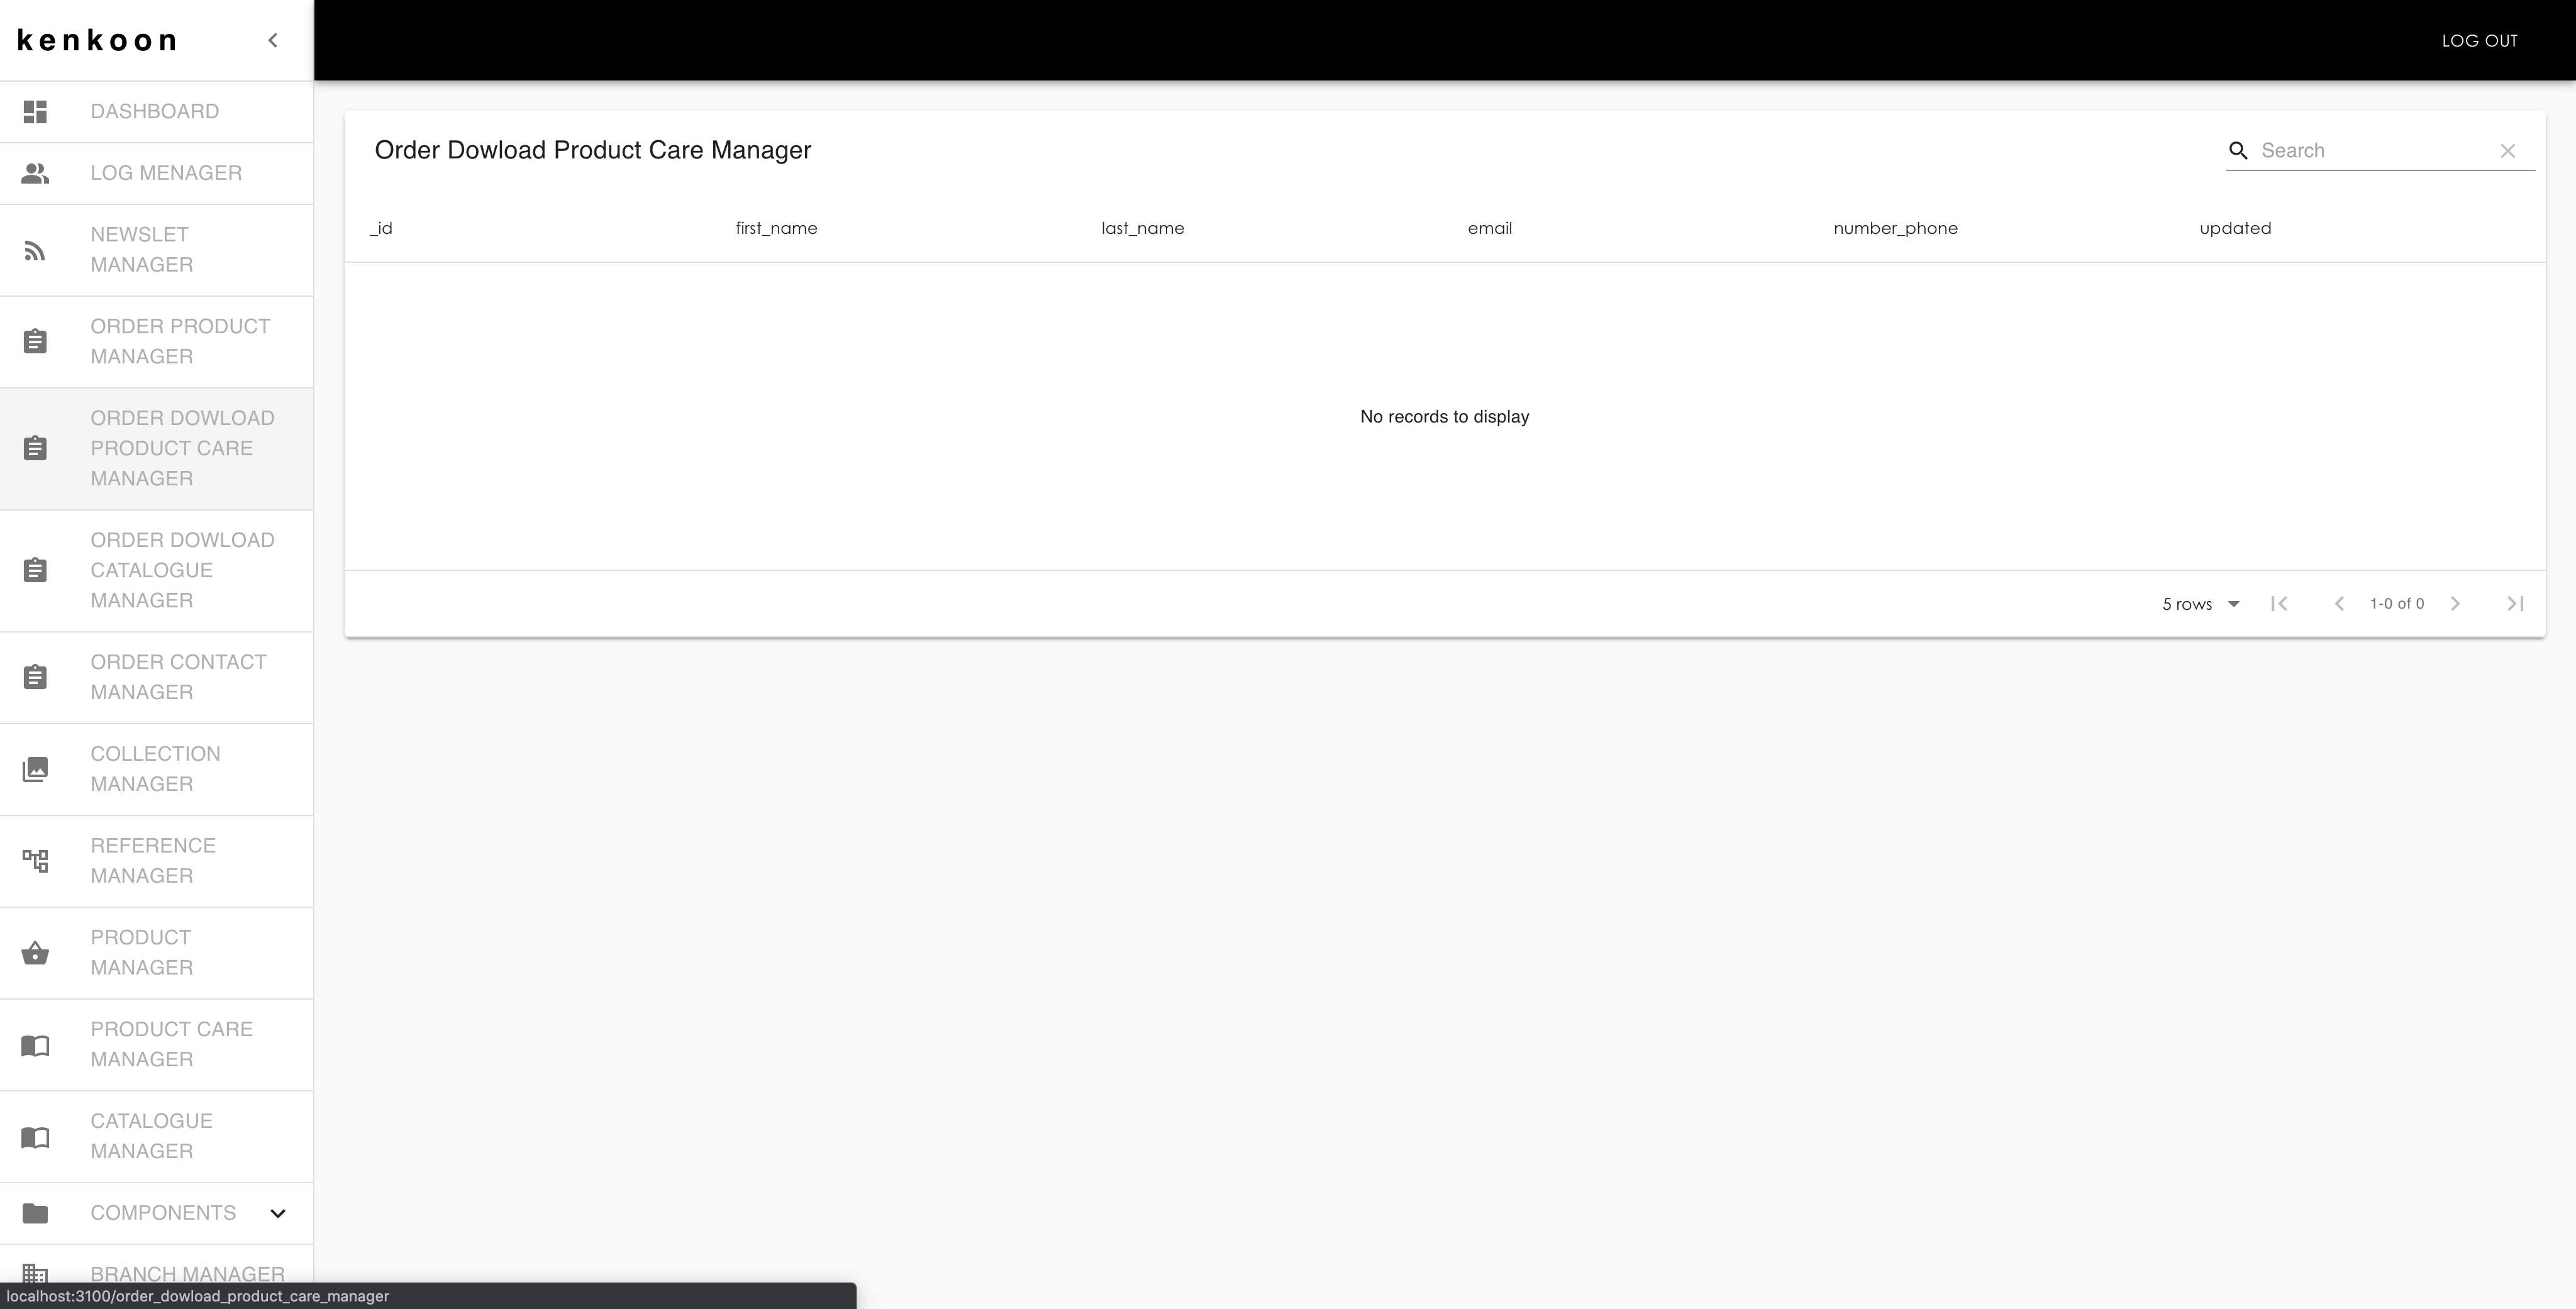 kenkoon
LOG OUT
DASHBOARD
LOG MENAGER
NEWSLET
MANAGER
ORDER PRODUCT
MANAGER
ORDER DOWLOAD
PRODUCT CARE
MANAGER
ORDER DOWLOAD
CATALOGUE
MANAGER
ORDER CONTACT
MANAGER
COLLECTION
MANAGER
REFERENCE
MANAGER
PRODUCT
MANAGER
PRODUCT CARE
MANAGER
CATALOGUE
MANAGER
COMPONENTS
BRANCH MANAGER
Order Dowload Product Care Manager
Search
_id first_name last_name email number_phone updated
No records to display
5 rows 1-0 of 0
localhost:3100/order_dowload_product_care_manager